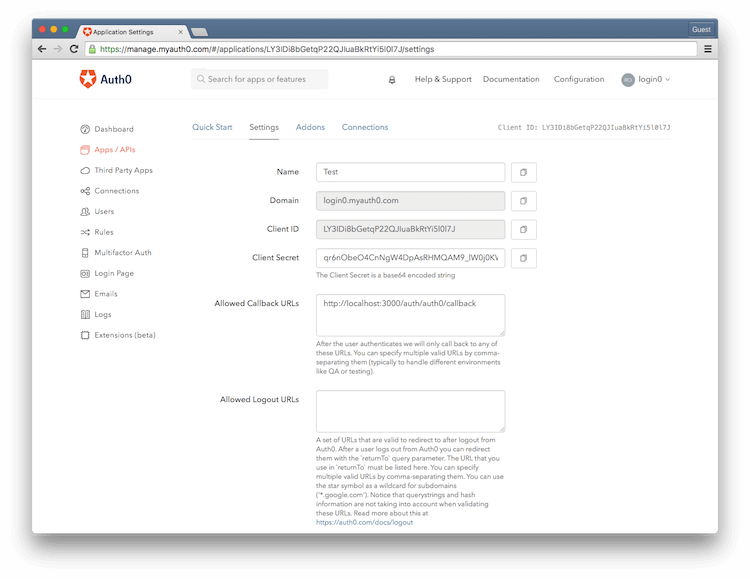 Application Settings
Guest
https://manage.myauth0.com/#/applications/LY3IDi8bGetqP22QJIuaBkRtYi5l0l7J/settings
Auth0
Search for apps or features
Help & Support
Documentation
Configuration
login0
Dashboard
Apps / APIs
Third Party Apps
Connections
Users
Rules
Multifactor Auth
Login Page
Emails
Logs
Extensions (beta)
Quick Start
Settings
Addons
Connections
Client ID: LY3IDi8bGetqP22QJIuaBkRtYi5l0l7J
Name
Test
Domain
login0.myauth0.com
Client ID
LY3IDi8bGetqP22QJIuaBkRtYi5l0l7J
Client Secret
qr6nObeO4CnNgW4DpAsRHMQAM9_lW0j0KV
The Client Secret is a base64 encoded string
Allowed Callback URLs
http://localhost:3000/auth/auth0/callback
After the user authenticates we will only call back to any
of these URLs. You can specify multiple valid URLs by comma-
separating them (typically to handle different environments
like QA or testing).
Allowed Logout URLs
A set of URLs that are valid to redirect to after logout from
Auth0. After a user logs out from Auth0 you can redirect
them with the `returnTo` query parameter. The URL that you
use in `returnTo` must be listed here. You can specify
multiple valid URLs by comma-separating them. You can use
the star symbol as a wildcard for subdomains
('*.google.com'). Notice that querystrings and hash
information are not taking into account when validating
these URLs. Read more about this at
https://auth0.com/docs/logout